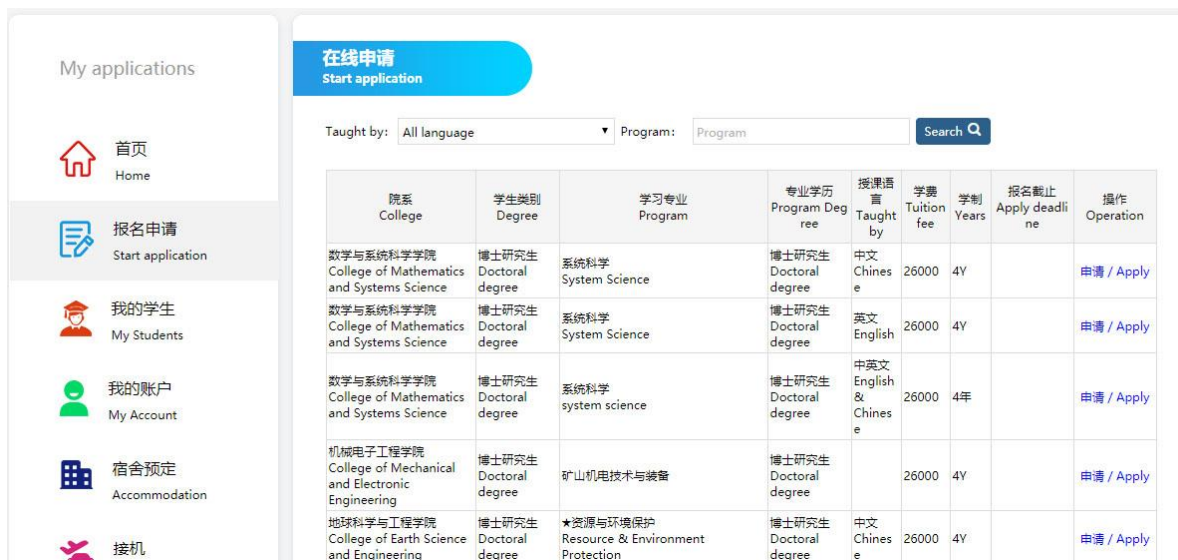 My applications
首页
Home
报名申请
Start application
我的学生
My Students
我的账户
My Account
宿舍预定
Accommodation
接机
在线申请
Start application
Taught by: All language Program: Program Search
院系
College
学生类别
Degree
学习专业
Program
专业学历
Program Deg
ree
授课语
言
Taught
by
学费
Tuition
fee
学制
Years
报名截止
Apply deadli
ne
操作
Operation
数学与系统科学学院
College of Mathematics
and Systems Science
博士研究生
Doctoral
degree
系统科学
System Science
博士研究生
Doctoral
degree
中文
Chines
e
26000
4Y
申请 / Apply
数学与系统科学学院
College of Mathematics
and Systems Science
博士研究生
Doctoral
degree
系统科学
System Science
博士研究生
Doctoral
degree
英文
English
26000
4Y
申请 / Apply
数学与系统科学学院
College of Mathematics
and Systems Science
博士研究生
Doctoral
degree
系统科学
system science
博士研究生
Doctoral
degree
中英文
English
&
Chines
e
26000
4年
申请 / Apply
机械电子工程学院
College of Mechanical
and Electronic
Engineering
博士研究生
Doctoral
degree
矿山机电技术与装备
博士研究生
Doctoral
degree
26000
4Y
申请 / Apply
地球科学与工程学院
College of Earth Science
and Engineering
博士研究生
Doctoral
degree
★资源与环境保护
Resource & Environment
Protection
博士研究生
Doctoral
degree
中文
Chines
e
26000
4Y
申请 / Apply